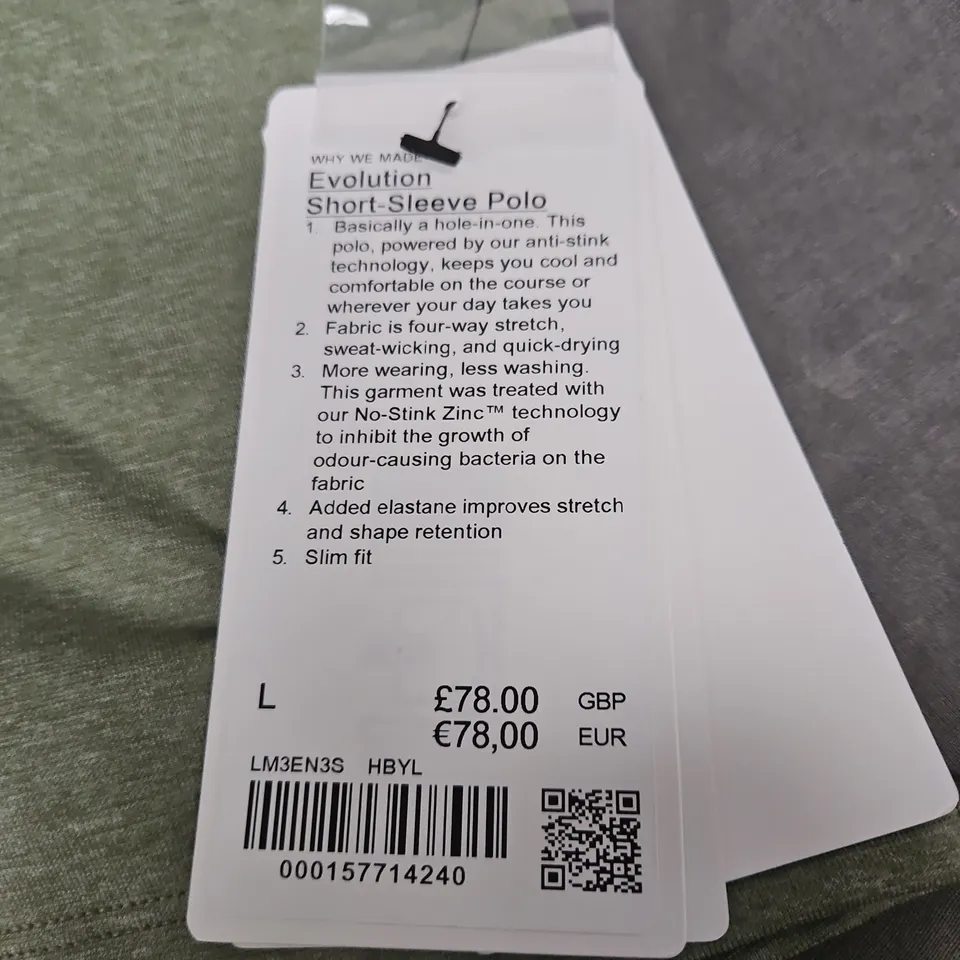 WHY WE MADE
Evolution
Short-Sleeve Polo
1. Basically a hole-in-one. This
polo, powered by our anti-stink
technology, keeps you cool and
comfortable on the course or
wherever your day takes you
2. Fabric is four-way stretch,
sweat-wicking, and quick-drying
3. More wearing, less washing.
This garment was treated with
our No-Stink Zinc™ technology
to inhibit the growth of
odour-causing bacteria on the
fabric
4. Added elastane improves stretch
and shape retention
5. Slim fit
L £78.00 GBP
€78,00 EUR
LM3EN3S HBYL
000157714240